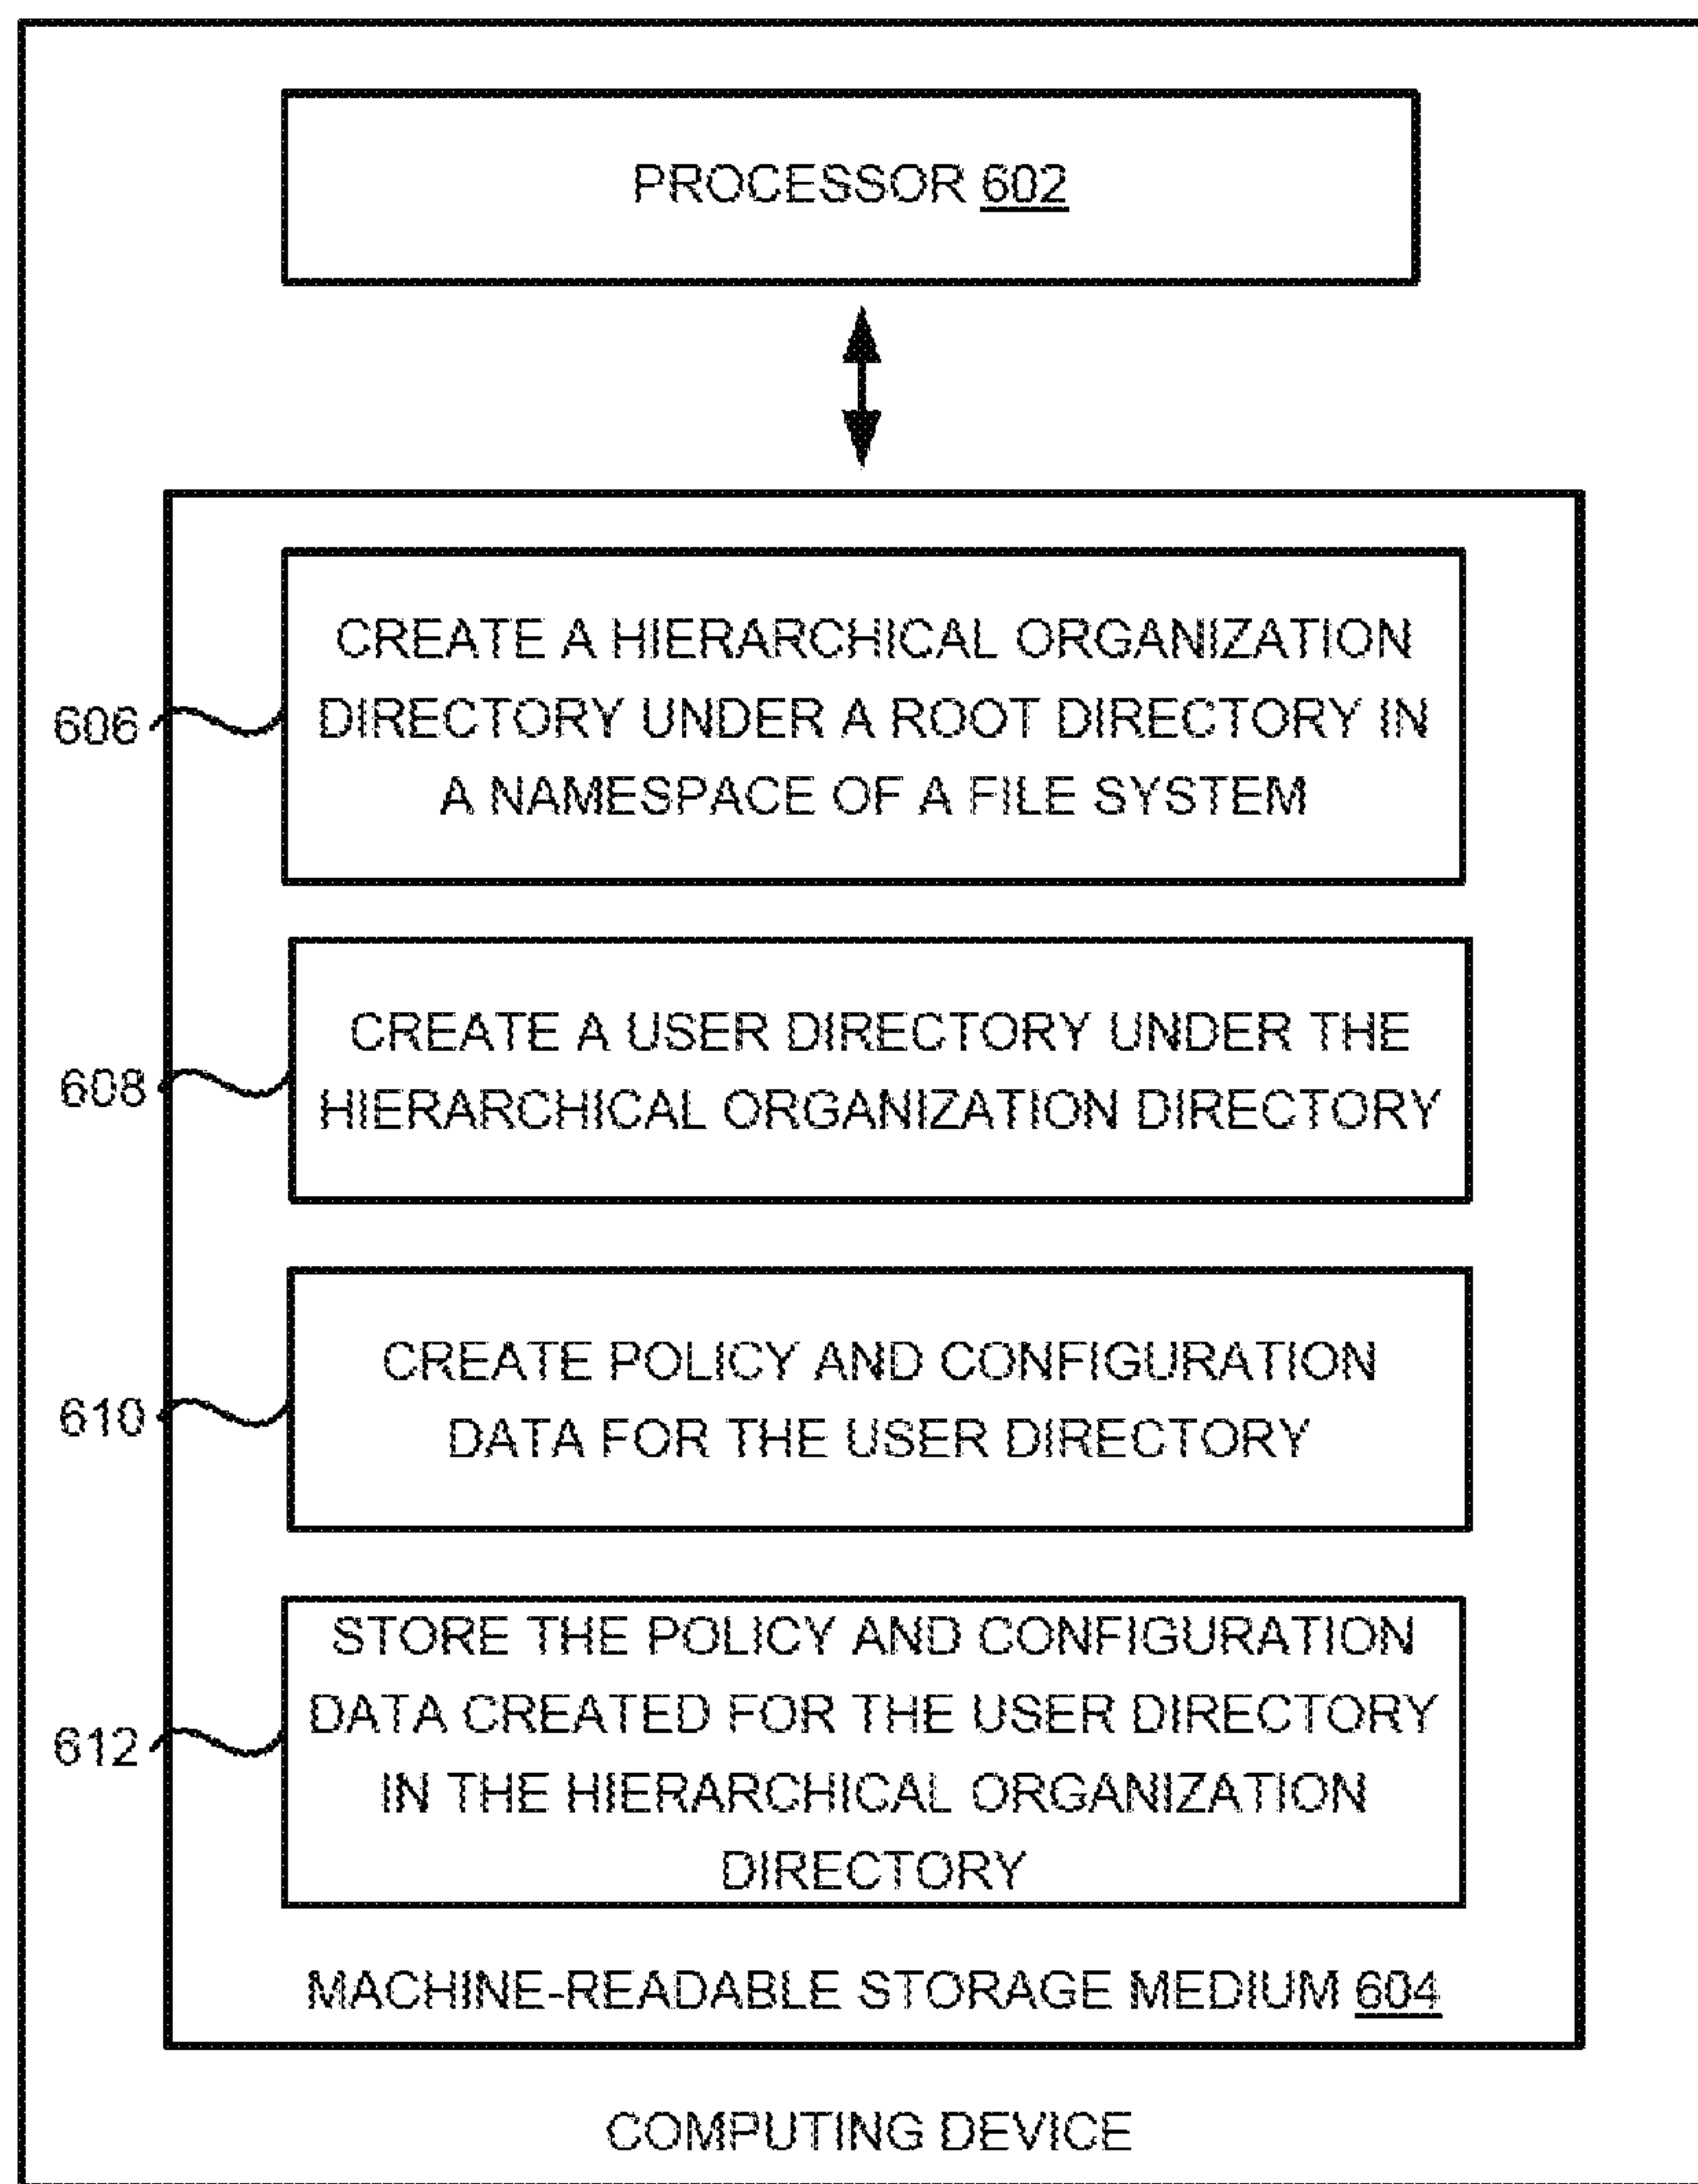 PROCESSOR 602
CREATE A HIERARCHICAL ORGANIZATION
606
DIRECTORY UNDER A ROOT DIRECTORY IN
A NAMESPACE OF A FILE SYSTEM
CREATE A USER DIRECTORY UNDER THE
608
HIERARCHICAL ORGANIZATION DIRECTORY
CREATE POLICY AND CONFIGURATION
610
DATA FOR THE USER DIRECTORY
STORE THE POLICY AND CONFIGURATION
DATA CREATED FOR THE USER DIRECTORY
612
IN THE HIERARCHICAL ORGANIZATION
DIRECTORY
MACHINE-READABLE STORAGE MEDIUM 604
COMPUTING DEVICE